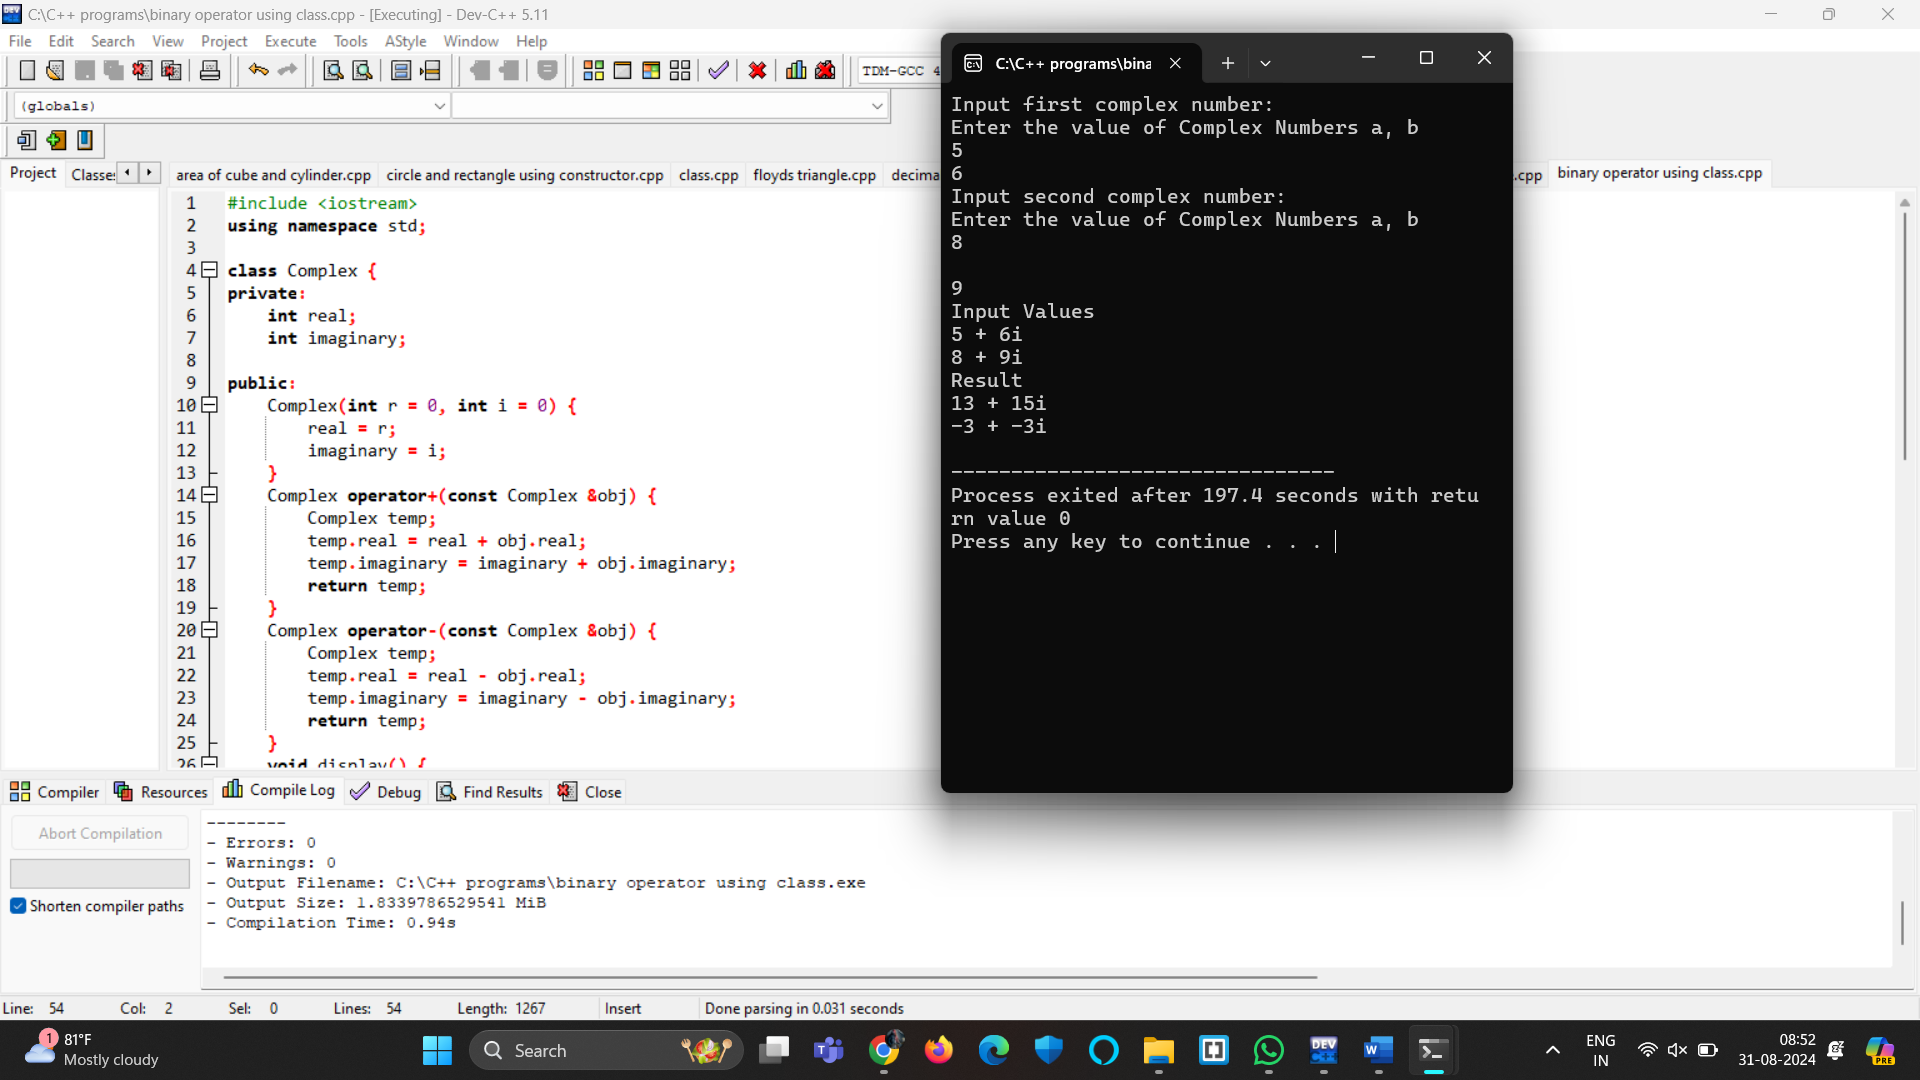 C:\C++ programs\binary operator using class.cpp - [Executing] - Dev-C++ 5.11
File Edit Search View Project Execute Tools AStyle Window Help
TDM-GCC 4
(globals)
Project Classes
area of cube and cylinder.cpp circle and rectangle using constructor.cpp class.cpp floyds triangle.cpp decima .cpp binary operator using class.cpp
1 #include <iostream>
2 using namespace std;
3
4 class Complex {
5 private:
6 int real;
7 int imaginary;
8
9 public:
10 Complex(int r = 0, int i = 0) {
11 real = r;
12 imaginary = i;
13 }
14 Complex operator+(const Complex &obj) {
15 Complex temp;
16 temp.real = real + obj.real;
17 temp.imaginary = imaginary + obj.imaginary;
18 return temp;
19 }
20 Complex operator-(const Complex &obj) {
21 Complex temp;
22 temp.real = real - obj.real;
23 temp.imaginary = imaginary - obj.imaginary;
24 return temp;
25 }
26 void display() {
C:\C++ programs\bina
Input first complex number:
Enter the value of Complex Numbers a, b
5
6
Input second complex number:
Enter the value of Complex Numbers a, b
8
9
Input Values
5 + 6i
8 + 9i
Result
13 + 15i
-3 + -3i
--------------------------------
Process exited after 197.4 seconds with retu
rn value 0
Press any key to continue . . .
Compiler Resources Compile Log Debug Find Results Close
Abort Compilation
Shorten compiler paths
--------
- Errors: 0
- Warnings: 0
- Output Filename: C:\C++ programs\binary operator using class.exe
- Output Size: 1.8339786529541 MiB
- Compilation Time: 0.94s
Line: 54 Col: 2 Sel: 0 Lines: 54 Length: 1267 Insert Done parsing in 0.031 seconds
1
81°F
Mostly cloudy
Search
DEV
ENG
IN
08:52
31-08-2024
PRE